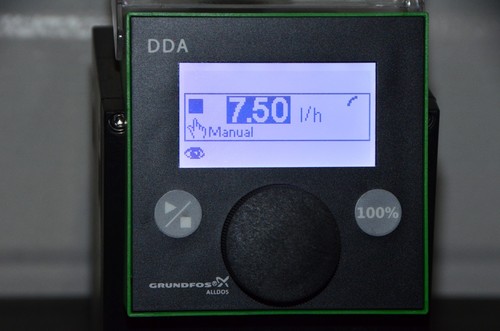 DDA
7.50 l/h
Manual
100%
GRUNDFOS
ALLDOS